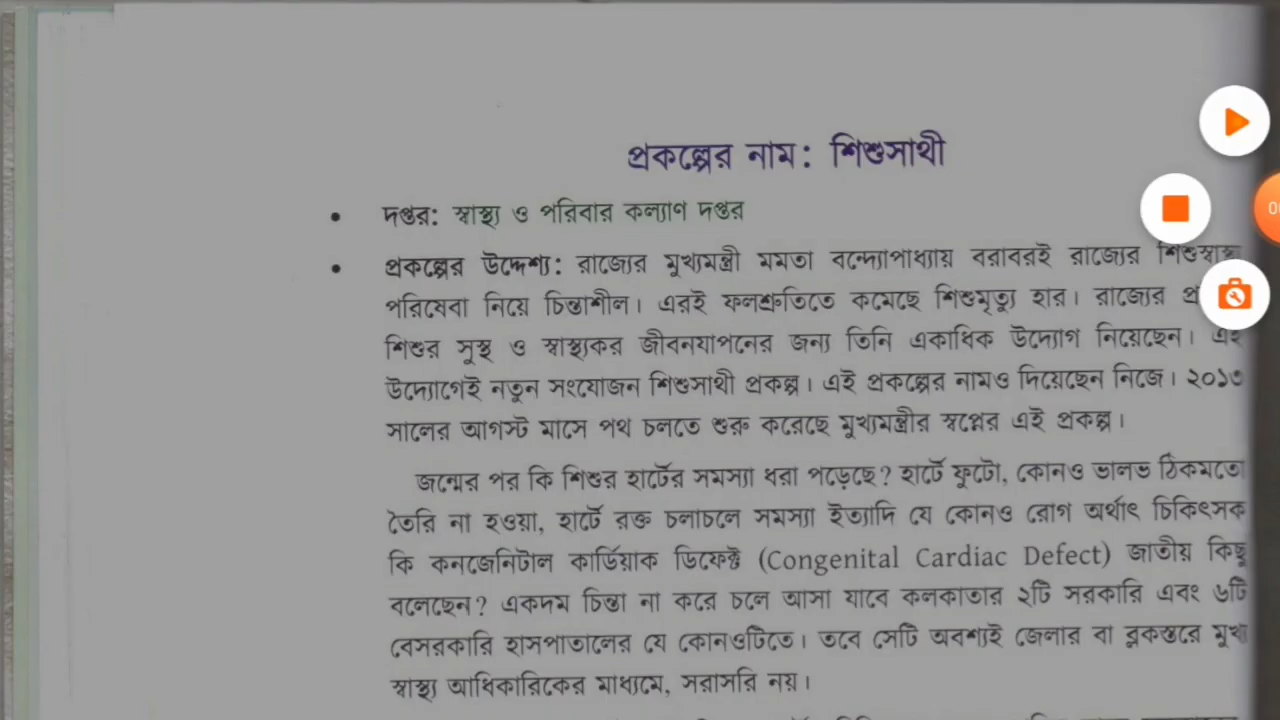 প্রকল্পের নাম: শিশুসাথী
• দপ্তর: স্বাস্থ্য ও পরিবার কল্যাণ দপ্তর
• প্রকল্পের উদ্দেশ্য: রাজ্যের মুখ্যমন্ত্রী মমতা বন্দ্যোপাধ্যায় বরাবরই রাজ্যের শিশুস্বাস্থ্য
পরিষেবা নিয়ে চিন্তাশীল। এরই ফলশ্রুতিতে কমেছে শিশুমৃত্যু হার। রাজ্যের
শিশুর সুস্থ ও স্বাস্থ্যকর জীবনযাপনের জন্য তিনি একাধিক উদ্যোগ নিয়েছেন। এই
উদ্যোগেই নতুন সংযোজন শিশুসাথী প্রকল্প। এই প্রকল্পের নামও দিয়েছেন নিজে। ২০১৩
সালের আগস্ট মাসে পথ চলতে শুরু করেছে মুখ্যমন্ত্রীর স্বপ্নের এই প্রকল্প।
জন্মের পর কি শিশুর হার্টের সমস্যা ধরা পড়েছে? হার্টে ফুটো, কোনও ভালভ ঠিকমতো
তৈরি না হওয়া, হার্টে রক্ত চলাচলে সমস্যা ইত্যাদি যে কোনও রোগ অর্থাৎ চিকিৎসক
কি কনজেনিটাল কার্ডিয়াক ডিফেক্ট (Congenital Cardiac Defect) জাতীয় কিছু
বলেছেন? একদম চিন্তা না করে চলে আসা যাবে কলকাতার ২টি সরকারি এবং ৬টি
বেসরকারি হাসপাতালের যে কোনওটিতে। তবে সেটি অবশ্যই জেলার বা ব্লকস্তরে মুখ্য
স্বাস্থ্য আধিকারিকের মাধ্যমে, সরাসরি নয়।